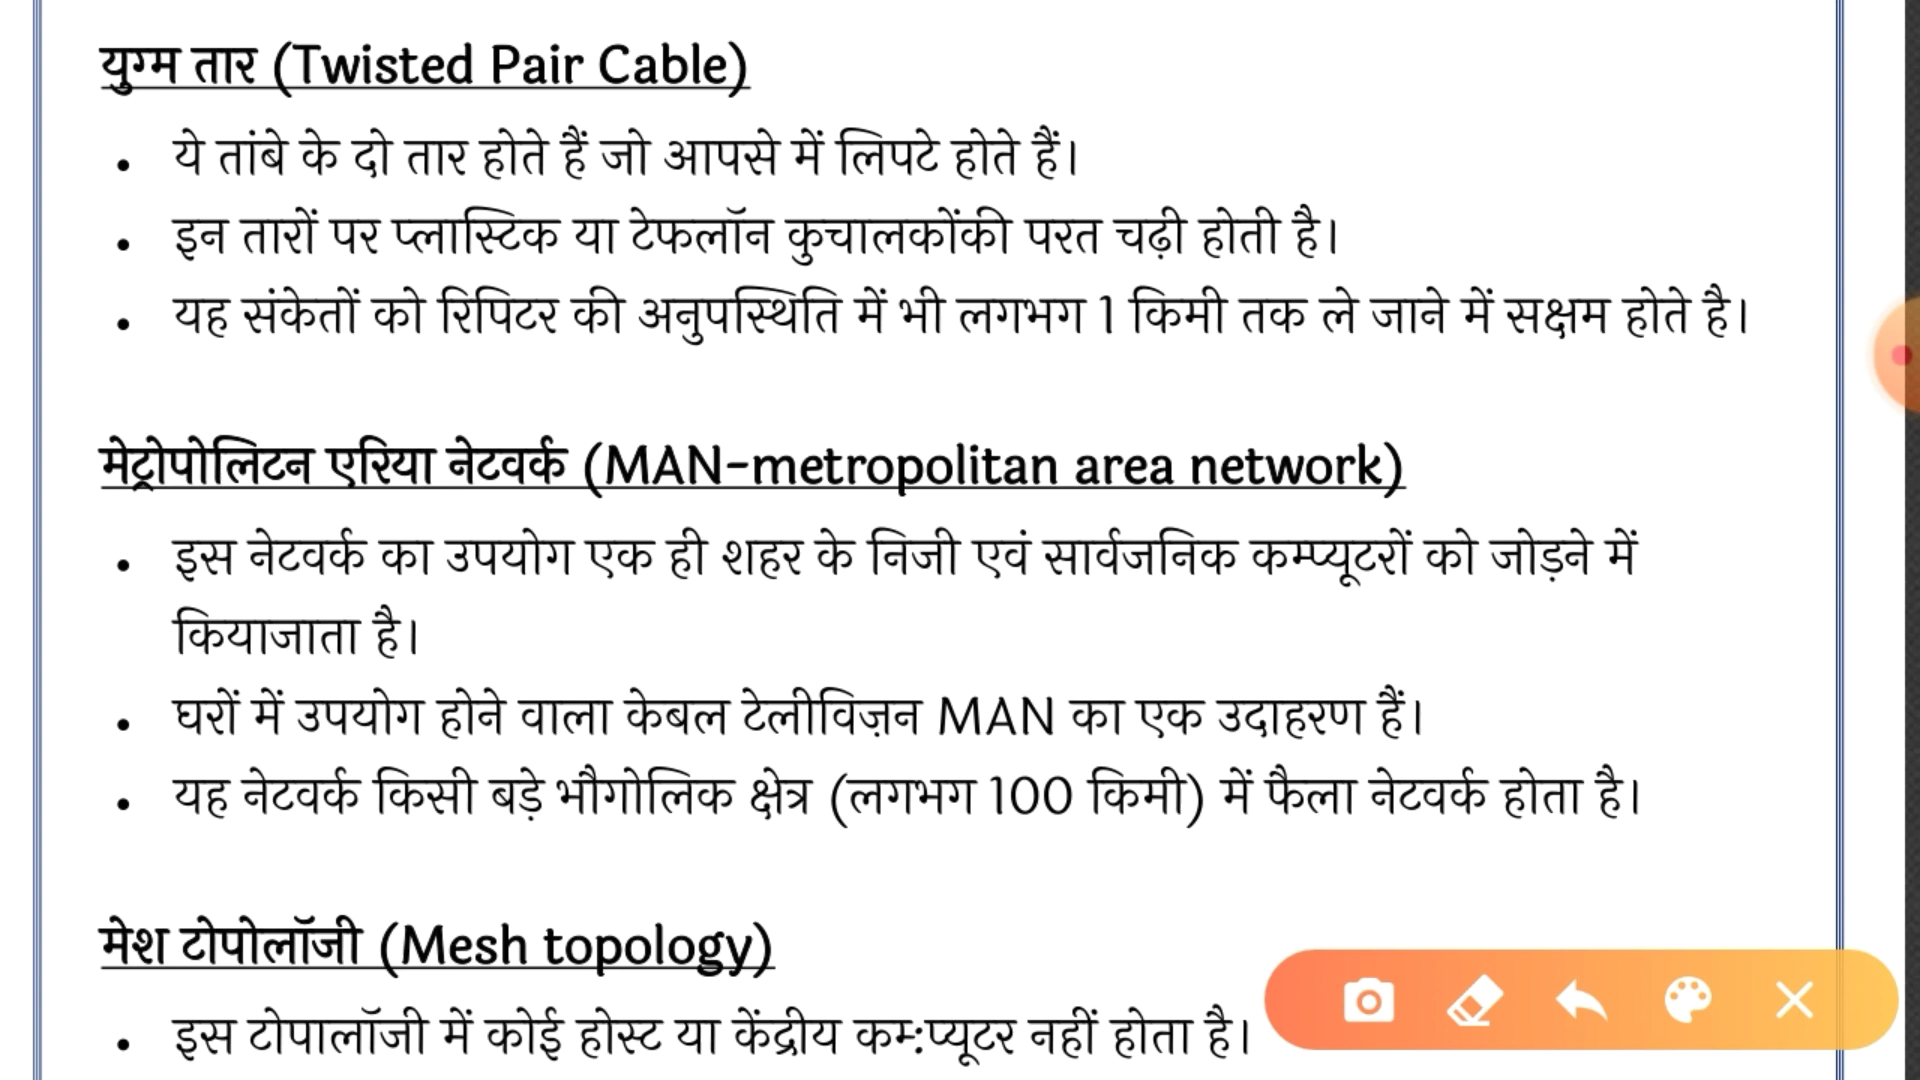 युग्म तार (Twisted Pair Cable)
• ये तांबे के दो तार होते हैं जो आपसे में लिपटे होते हैं।
• इन तारों पर प्लास्टिक या टेफलॉन कुचालकोंकी परत चढ़ी होती है।
• यह संकेतों को रिपिटर की अनुपस्थिति में भी लगभग 1 किमी तक ले जाने में सक्षम होते है।
मेट्रोपोलिटन एरिया नेटवर्क (MAN-metropolitan area network)
• इस नेटवर्क का उपयोग एक ही शहर के निजी एवं सार्वजनिक कम्प्यूटरों को जोड़ने में
कियाजाता है।
• घरों में उपयोग होने वाला केबल टेलीविज़न MAN का एक उदाहरण हैं।
• यह नेटवर्क किसी बड़े भौगोलिक क्षेत्र (लगभग 100 किमी) में फैला नेटवर्क होता है।
मेश टोपोलॉजी (Mesh topology)
• इस टोपालॉजी में कोई होस्ट या केंद्रीय कम्:प्यूटर नहीं होता है।